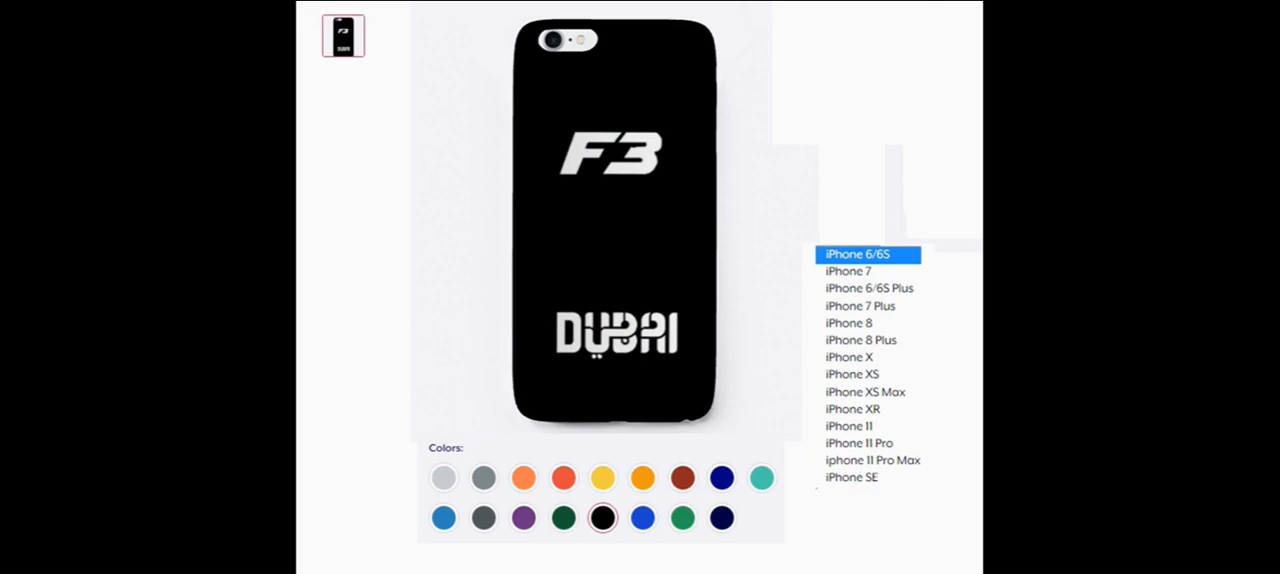 F3
DUBAI
F3
DUBAI
Colors:
iPhone 6/6S
iPhone 7
iPhone 6/6S Plus
iPhone 7 Plus
iPhone 8
iPhone 8 Plus
iPhone X
iPhone XS
iPhone XS Max
iPhone XR
iPhone 11
iPhone 11 Pro
iphone 11 Pro Max
iPhone SE